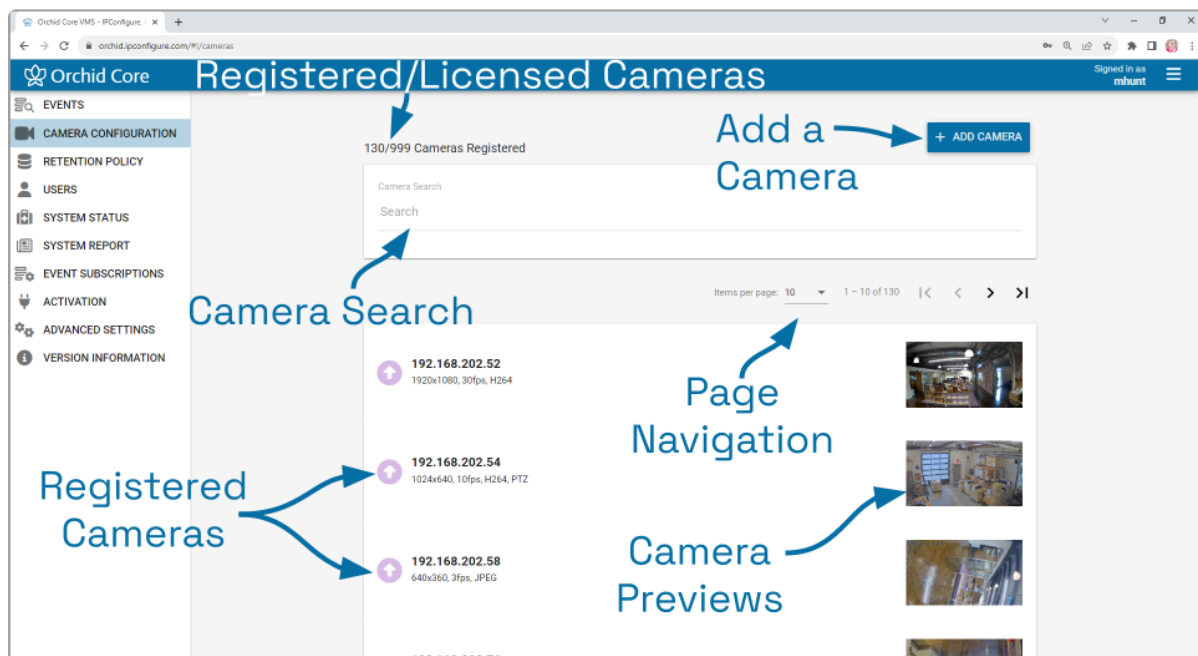 Orchid Core VMS - IPConfigure, I
orchid.ipconfigure.com/#!/cameras
Orchid Core
Registered/Licensed Cameras
Signed in as
mhunt
EVENTS
CAMERA CONFIGURATION
RETENTION POLICY
USERS
SYSTEM STATUS
SYSTEM REPORT
EVENT SUBSCRIPTIONS
ACTIVATION
ADVANCED SETTINGS
VERSION INFORMATION
130/999 Cameras Registered
Add a
Camera
+ ADD CAMERA
Camera Search
Search
Camera Search
Items per page: 10
1 – 10 of 130
Page
Navigation
192.168.202.52
1920x1080, 30fps, H264
192.168.202.54
1024x640, 10fps, H264, PTZ
Registered
Cameras
192.168.202.58
640x360, 3fps, JPEG
Camera
Previews